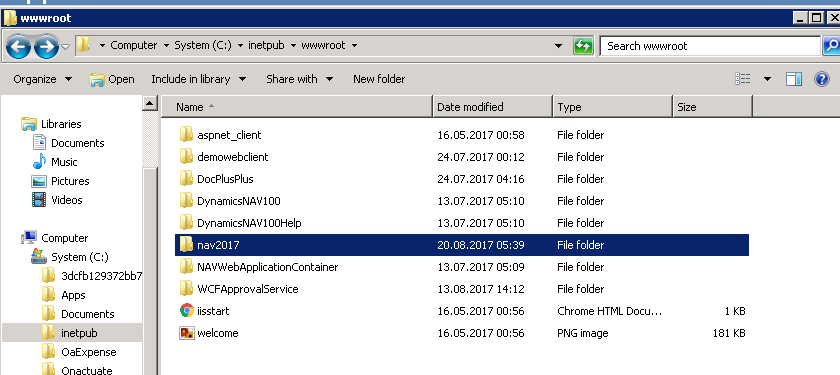 wwwroot
Computer System (C:) inetpub wwwroot Search wwwroot
Organize Open Include in library Share with New folder
Name Date modified Type Size
Libraries
Documents
Music
Pictures
Videos
Computer
System (C:)
3dcfb129372bb7
Apps
Documents
inetpub
OaExpense
Onactuate
aspnet_client 16.05.2017 00:58 File folder
demowebclient 24.07.2017 00:12 File folder
DocPlusPlus 24.07.2017 04:16 File folder
DynamicsNAV100 13.07.2017 05:10 File folder
DynamicsNAV100Help 13.07.2017 05:10 File folder
nav2017 20.08.2017 05:39 File folder
NAVWebApplicationContainer 13.07.2017 05:09 File folder
WCFApprovalService 13.08.2017 14:12 File folder
iisstart 16.05.2017 00:56 Chrome HTML Docu... 1 KB
welcome 16.05.2017 00:56 PNG image 181 KB